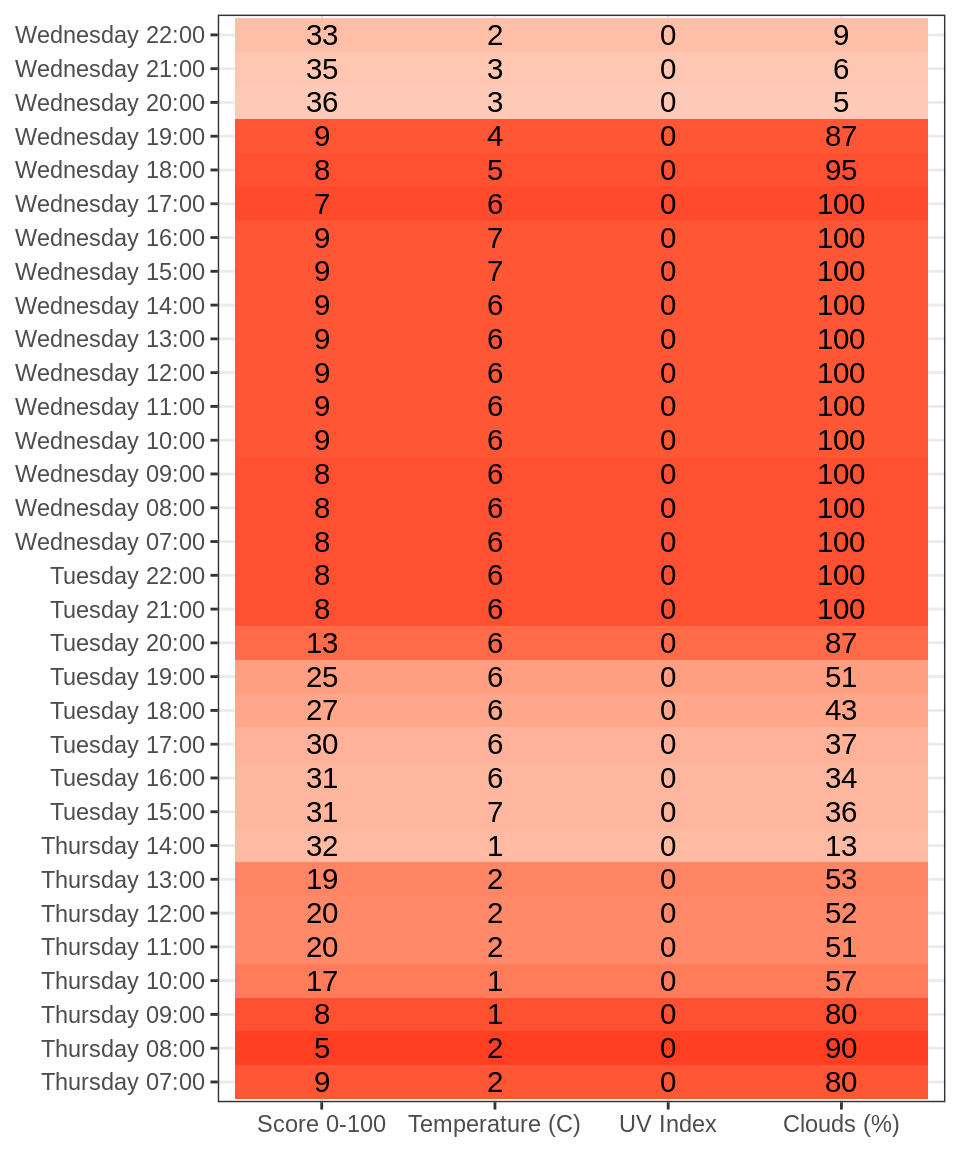 Wednesday 22:00 33 2 0 9
Wednesday 21:00 35 3 0 6
Wednesday 20:00 36 3 0 5
Wednesday 19:00 9 4 0 87
Wednesday 18:00 8 5 0 95
Wednesday 17:00 7 6 0 100
Wednesday 16:00 9 7 0 100
Wednesday 15:00 9 7 0 100
Wednesday 14:00 9 6 0 100
Wednesday 13:00 9 6 0 100
Wednesday 12:00 9 6 0 100
Wednesday 11:00 9 6 0 100
Wednesday 10:00 9 6 0 100
Wednesday 09:00 8 6 0 100
Wednesday 08:00 8 6 0 100
Wednesday 07:00 8 6 0 100
Tuesday 22:00 8 6 0 100
Tuesday 21:00 8 6 0 100
Tuesday 20:00 13 6 0 87
Tuesday 19:00 25 6 0 51
Tuesday 18:00 27 6 0 43
Tuesday 17:00 30 6 0 37
Tuesday 16:00 31 6 0 34
Tuesday 15:00 31 7 0 36
Thursday 14:00 32 1 0 13
Thursday 13:00 19 2 0 53
Thursday 12:00 20 2 0 52
Thursday 11:00 20 2 0 51
Thursday 10:00 17 1 0 57
Thursday 09:00 8 1 0 80
Thursday 08:00 5 2 0 90
Thursday 07:00 9 2 0 80
Score 0-100 Temperature (C) UV Index Clouds (%)